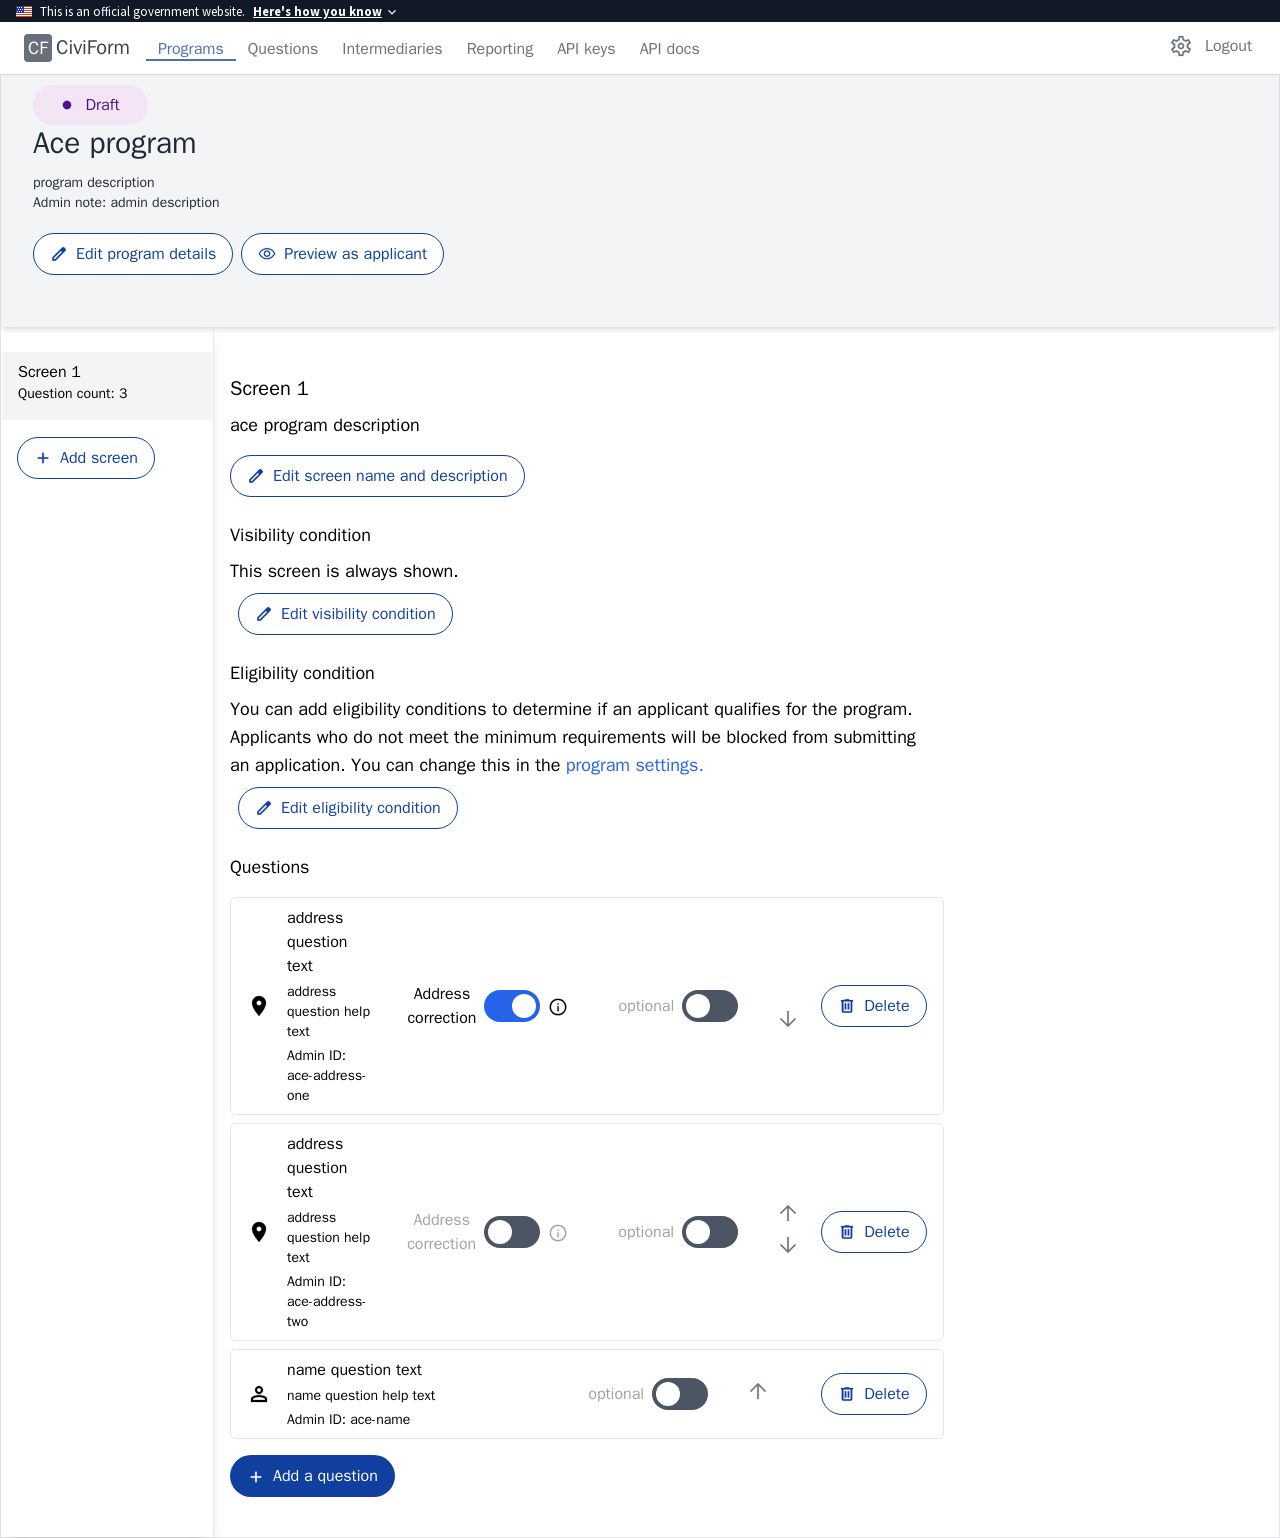 This is an official government website. Here's how you know
CF CiviForm Programs Questions Intermediaries Reporting API keys API docs Logout
Draft
Ace program
program description
Admin note: admin description
Edit program details Preview as applicant
Screen 1
Question count: 3
Add screen
Screen 1
ace program description
Edit screen name and description
Visibility condition
This screen is always shown.
Edit visibility condition
Eligibility condition
You can add eligibility conditions to determine if an applicant qualifies for the program.
Applicants who do not meet the minimum requirements will be blocked from submitting
an application. You can change this in the program settings.
Edit eligibility condition
Questions
address
question
text
address
question help
text
Admin ID:
ace-address-
one
Address
correction
optional
Delete
address
question
text
address
question help
text
Admin ID:
ace-address-
two
Address
correction
optional
Delete
name question text
name question help text
Admin ID: ace-name
optional
Delete
Add a question